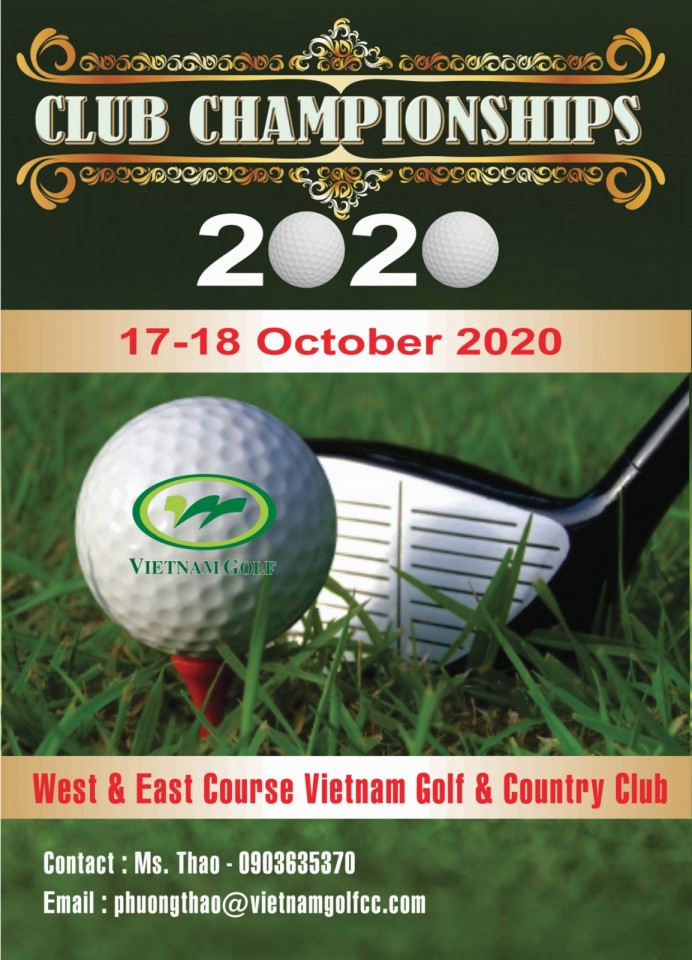 CLUB CHAMPIONSHIPS
2020
17-18 October 2020
VIETNAM GOLF
West & East Course Vietnam Golf & Country Club
Contact : Ms. Thao - 0903635370
Email : phuongthao@vietnamgolfcc.com